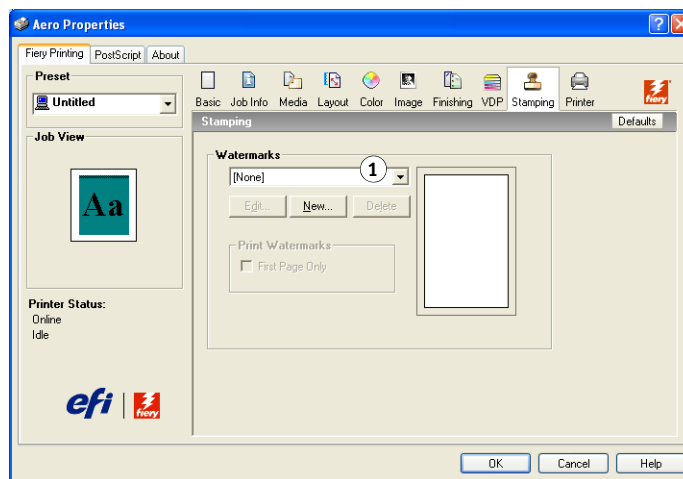 Aero Properties
Fiery Printing PostScript About
Preset
Untitled
Job View
Aa
Printer Status:
Online
Idle
efi fiery
Basic Job Info Media Layout Color Image Finishing VDP Stamping Printer
fiery
Stamping Defaults
Watermarks
[None] 1
Edit... New... Delete
Print Watermarks
First Page Only
OK Cancel Help